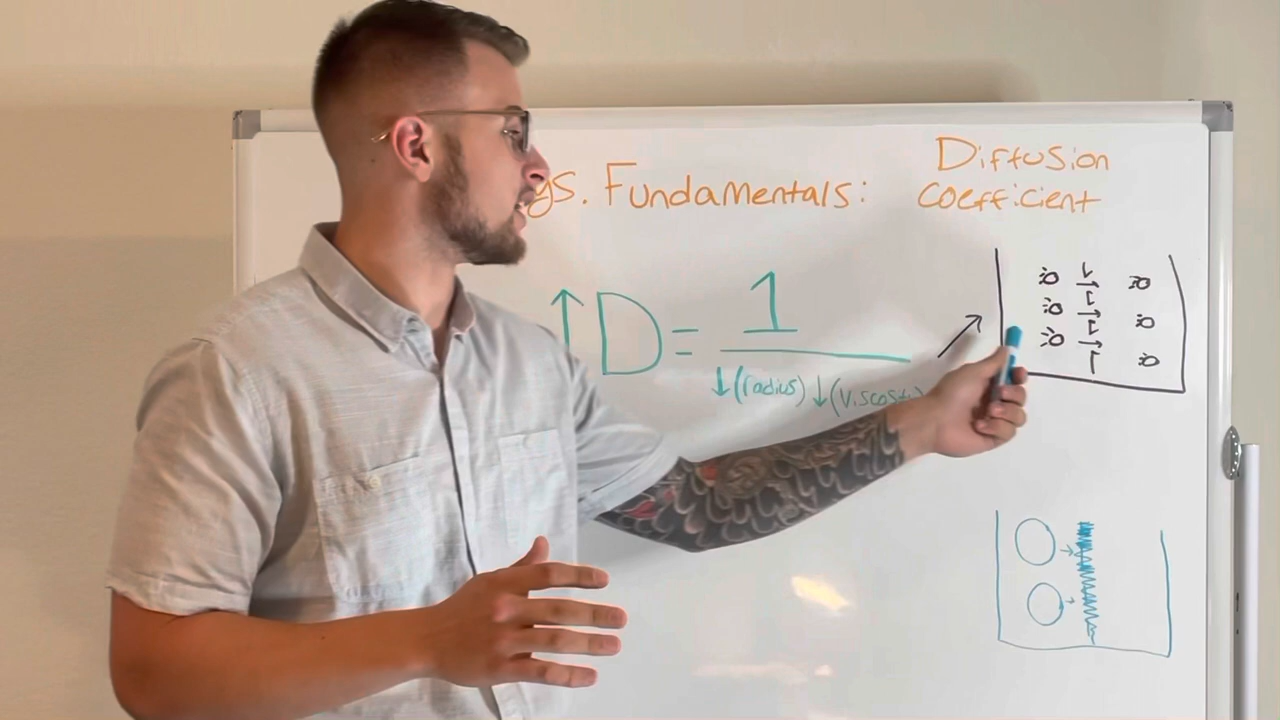 Diffusion
ys. Fundamentals: Coefficient
↑D = 1
↓(radius) ↓(Viscosity